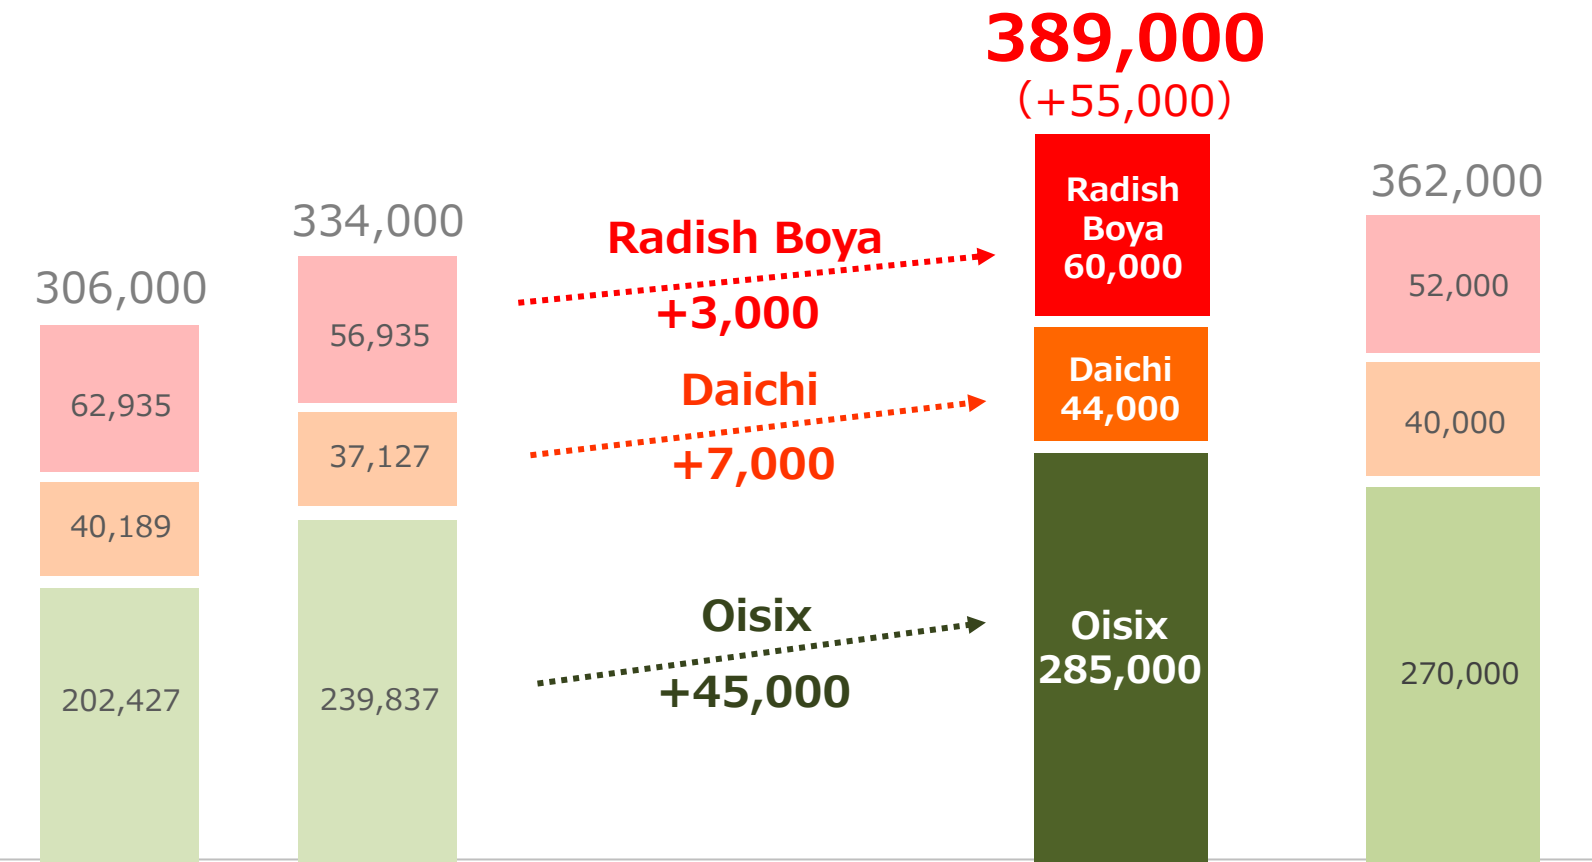 389,000
（+55,000）
306,000
62,935
40,189
202,427
334,000
56,935
37,127
239,837
Radish Boya
+3,000
Daichi
+7,000
Oisix
+45,000
Radish
Boya
60,000
Daichi
44,000
Oisix
285,000
362,000
52,000
40,000
270,000